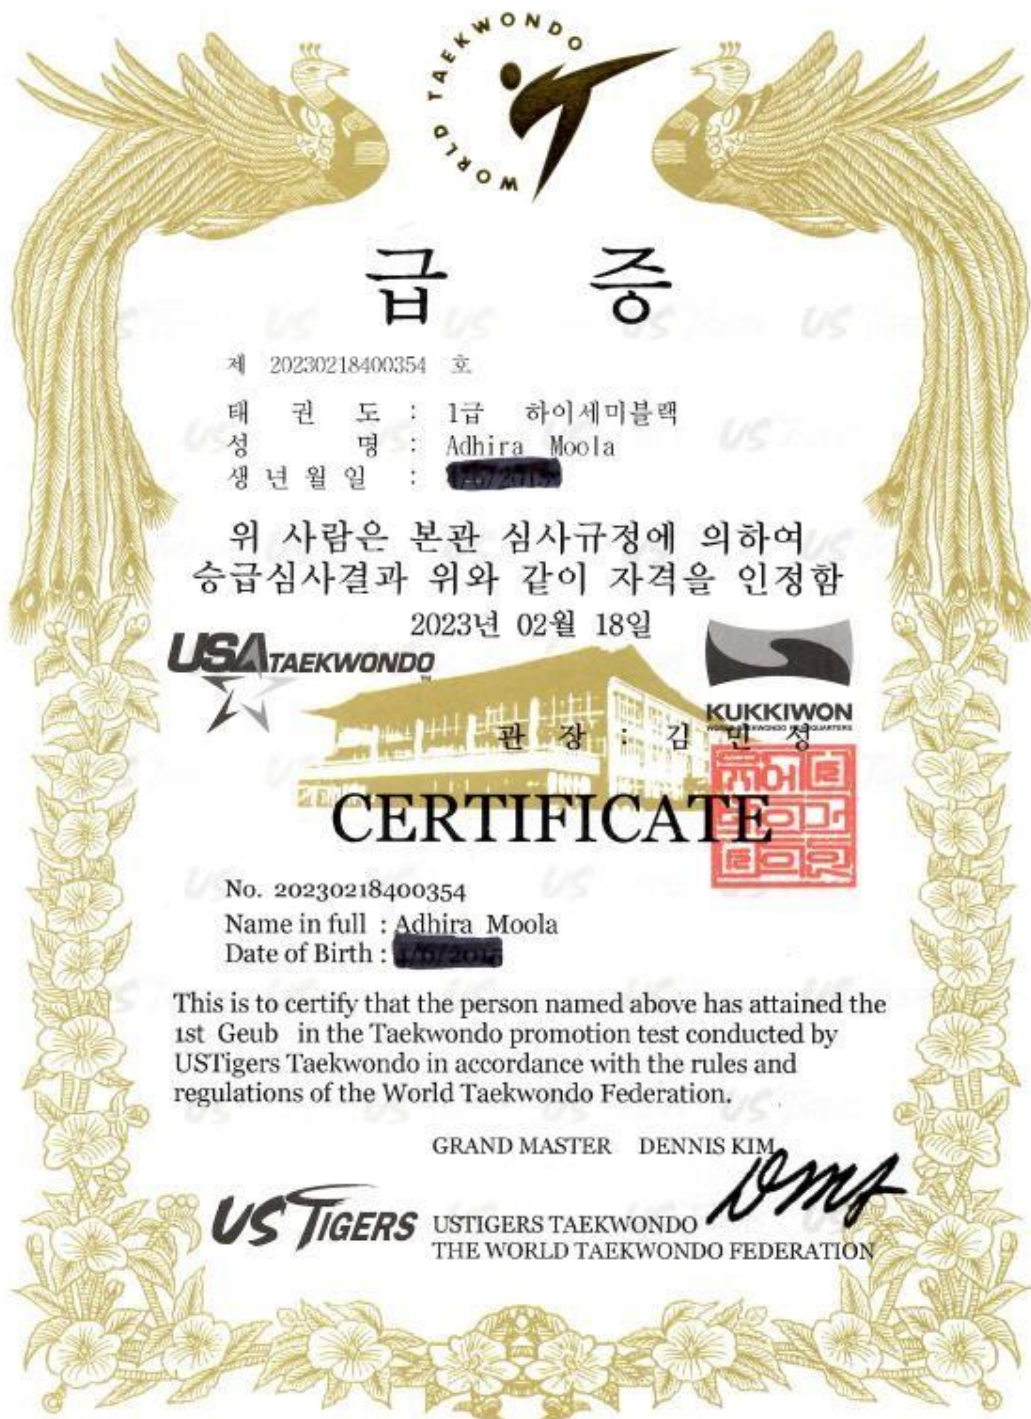 WORLD TAEKWONDO
급 증
제 20230218400354 호
태 권 도 : 1급 하이세미블랙
성 명 : Adhira Moola
생 년 월 일 :
위 사람은 본관 심사규정에 의하여
승급심사결과 위와 같이 자격을 인정함
2023년 02월 18일
USA TAEKWONDO TM
KUKKIWON
WORLD TAEKWONDO HEADQUARTERS
관 장 : 김 민 성
CERTIFICATE
No. 20230218400354
Name in full : Adhira Moola
Date of Birth :
This is to certify that the person named above has attained the
1st Geub in the Taekwondo promotion test conducted by
USTigers Taekwondo in accordance with the rules and
regulations of the World Taekwondo Federation.
GRAND MASTER DENNIS KIM
US TIGERS
USTIGERS TAEKWONDO
THE WORLD TAEKWONDO FEDERATION